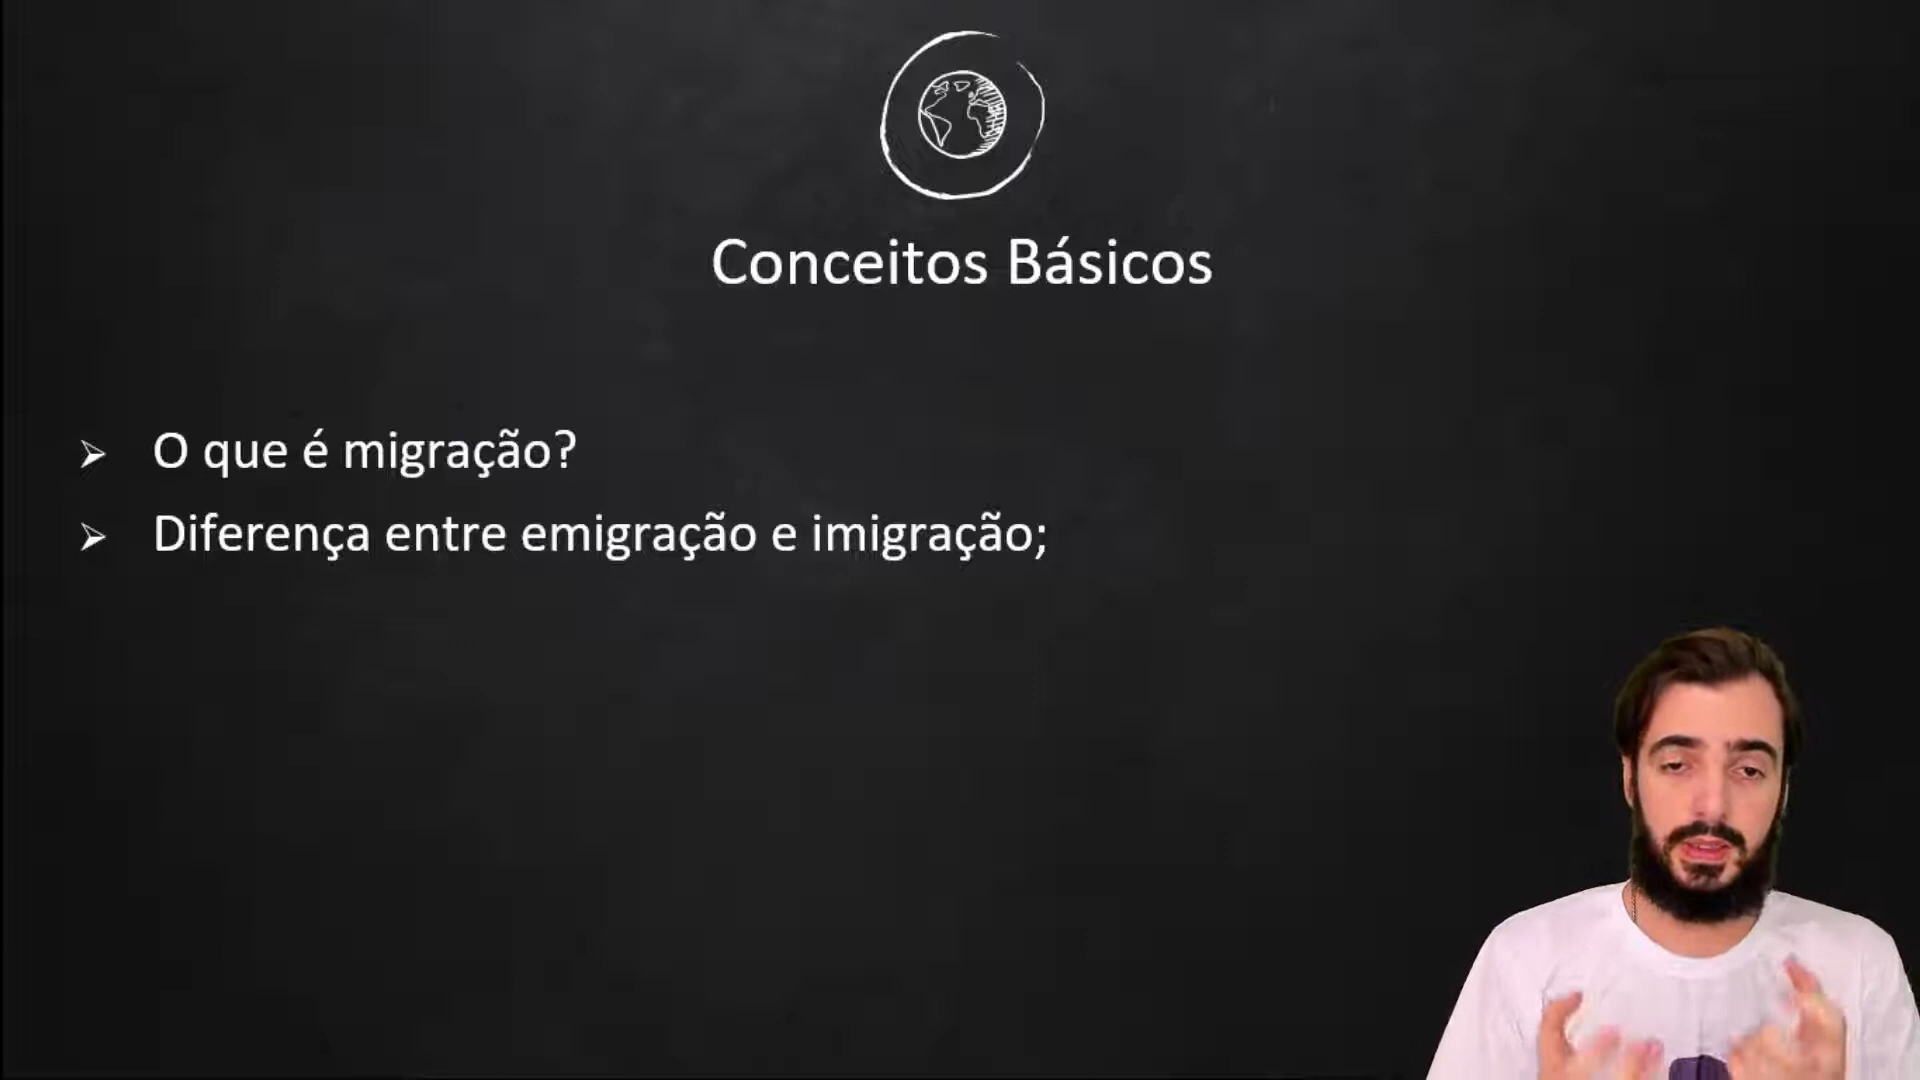 Conceitos Básicos
O que é migração?
Diferença entre emigração e imigração;